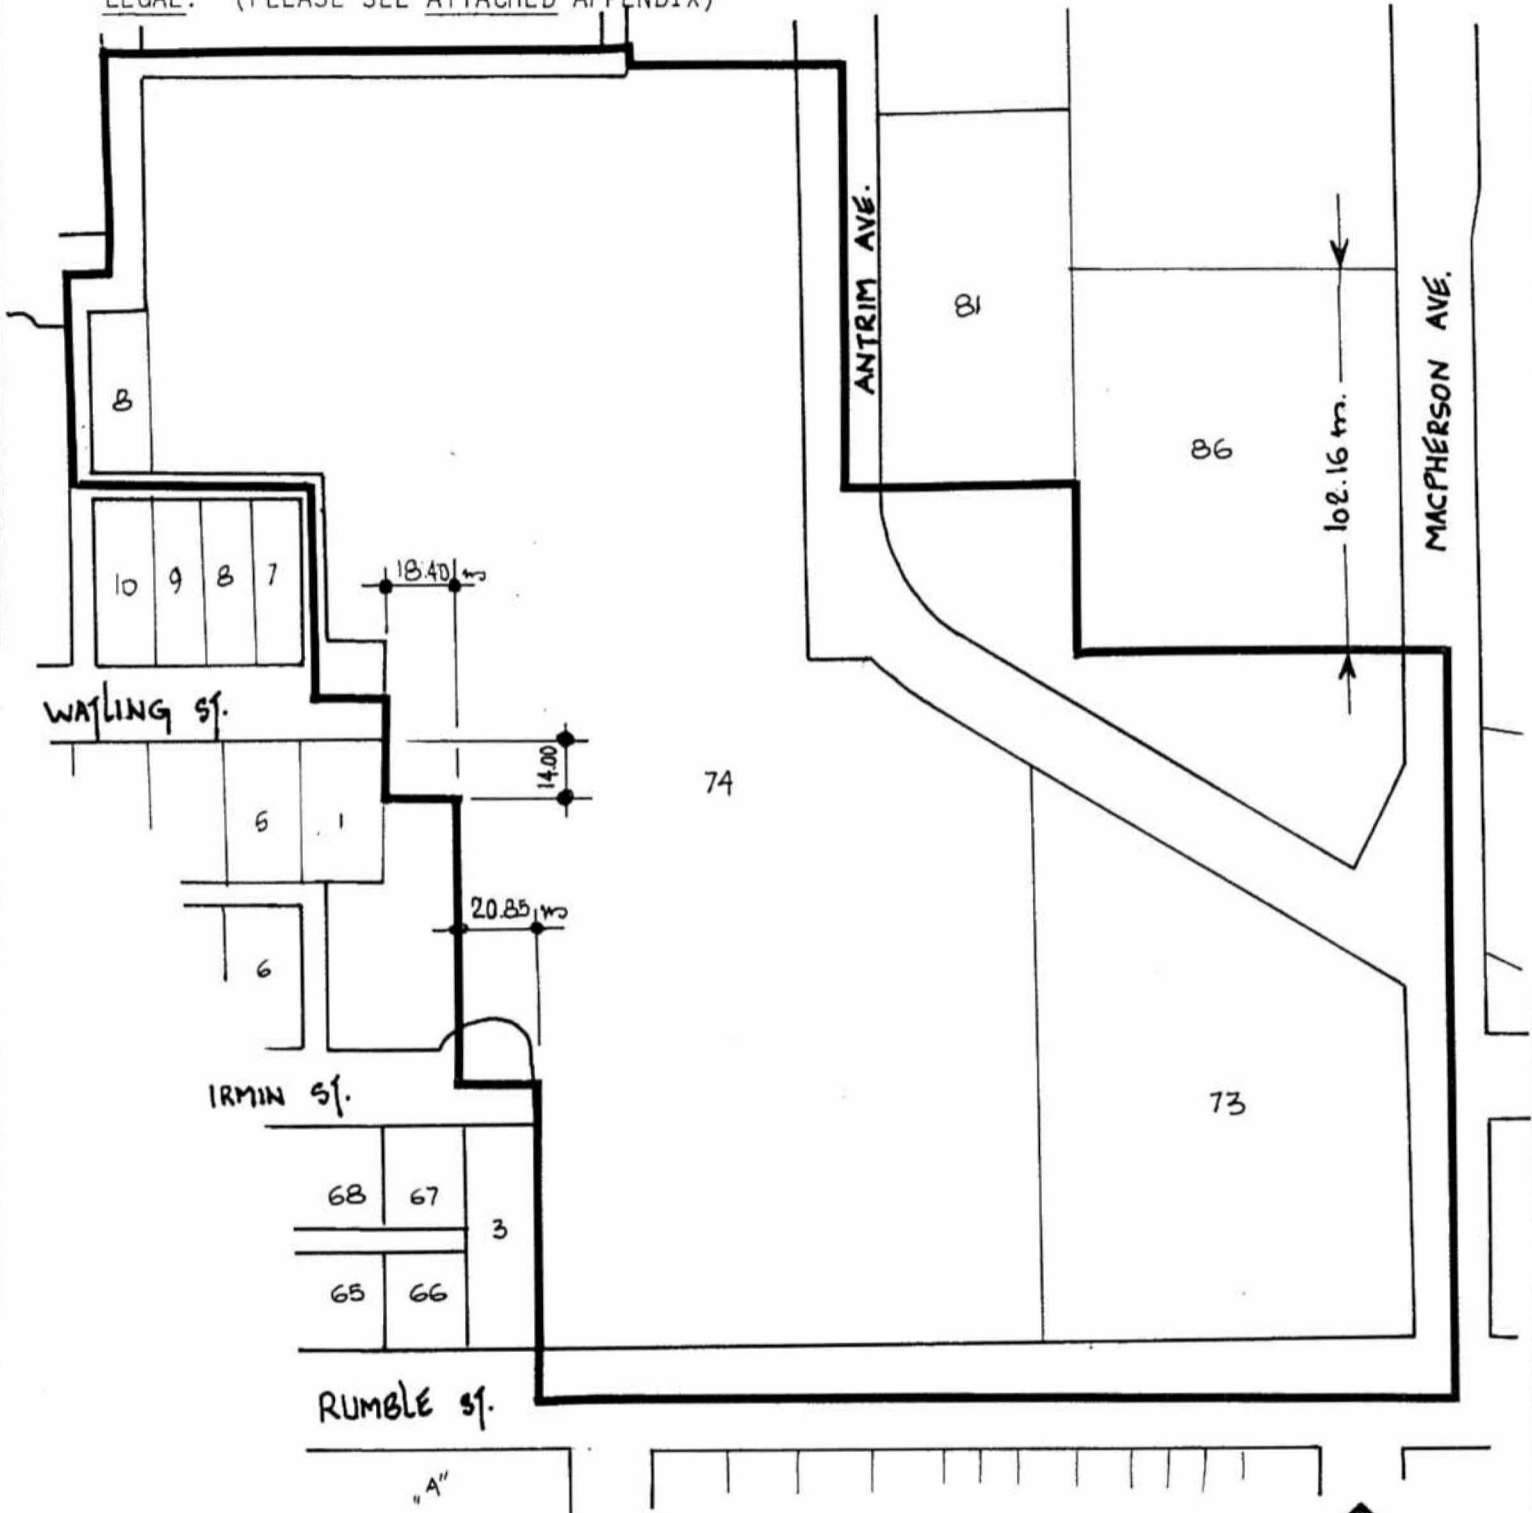 LEGAL: (PLEASE SEE ATTACHED APPENDIX)
ANTRIM AVE.
MACPHERSON AVE.
81
86
102.16 m.
8
10 9 8 7
18.40 m
WATLING ST.
14.00
74
5 1
20.85 m
6
IRMIN ST.
73
68 67
3
65 66
RUMBLE ST.
"A"